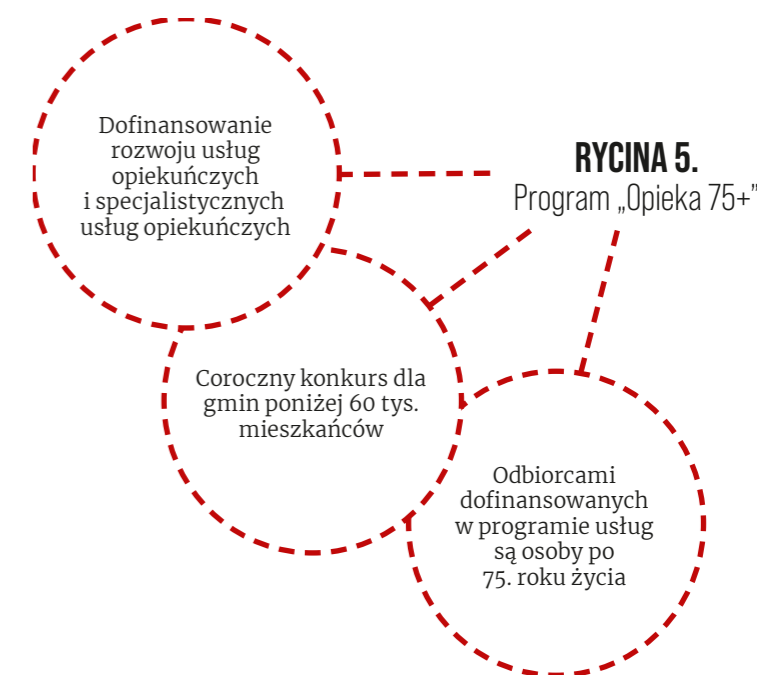 RYCINA 5.
Program „Opieka 75+”
Dofinansowanie
rozwoju usług
opiekuńczych
i specjalistycznych
usług opiekuńczych
Coroczny konkurs dla
gmin poniżej 60 tys.
mieszkańców
Odbiorcami
dofinansowanych
w programie usług
są osoby po
75. roku życia